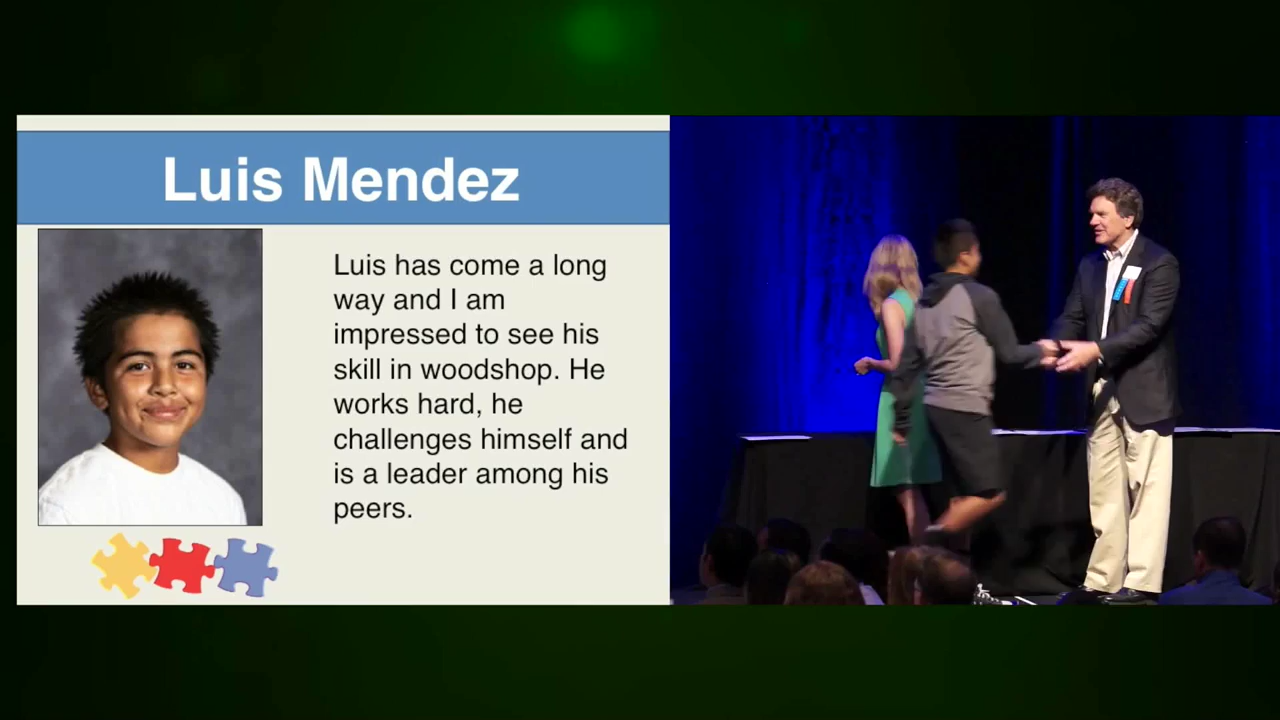 Luis Mendez
Luis has come a long
way and I am
impressed to see his
skill in woodshop. He
works hard, he
challenges himself and
is a leader among his
peers.